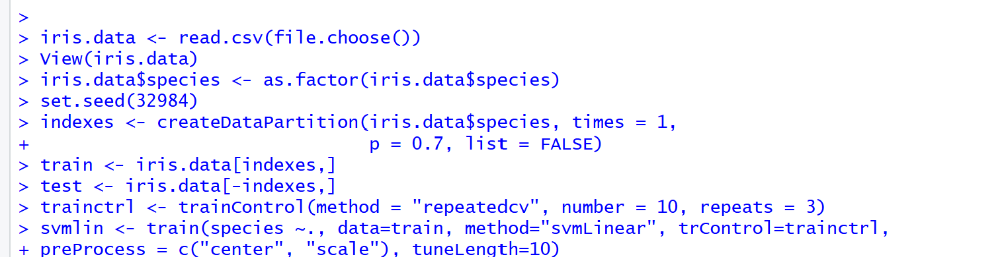 >
> iris.data <- read.csv(file.choose())
> View(iris.data)
> iris.data$species <- as.factor(iris.data$species)
> set.seed(32984)
> indexes <- createDataPartition(iris.data$species, times = 1,
+                                p = 0.7, list = FALSE)
> train <- iris.data[indexes,]
> test <- iris.data[-indexes,]
> trainctrl <- trainControl(method = "repeatedcv", number = 10, repeats = 3)
> svmlin <- train(species ~., data=train, method="svmLinear", trControl=trainctrl,
+ preProcess = c("center", "scale"), tuneLength=10)